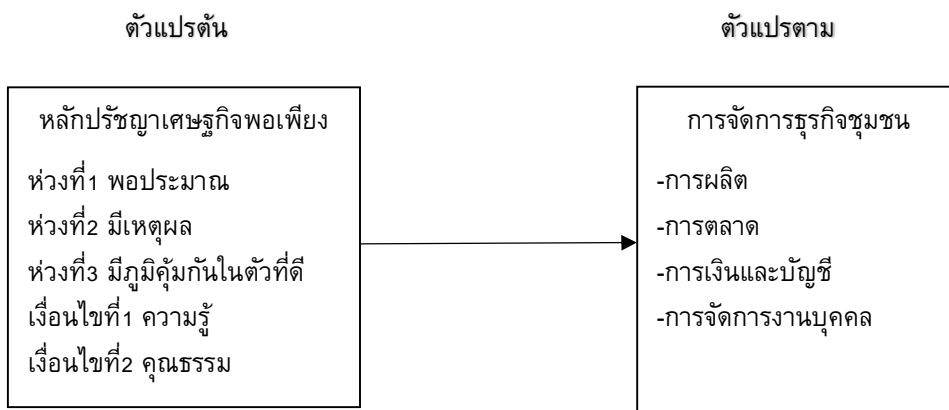 ตัวแปรต้น
ตัวแปรตาม
หลักปรัชญาเศรษฐกิจพอเพียง
ห่วงที่1 พอประมาณ
ห่วงที่2 มีเหตุผล
ห่วงที่3 มีภูมิคุ้มกันในตัวที่ดี
เงื่อนไขที่1 ความรู้
เงื่อนไขที่2 คุณธรรม
การจัดการธุรกิจชุมชน
-การผลิต
-การตลาด
-การเงินและบัญชี
-การจัดการงานบุคคล